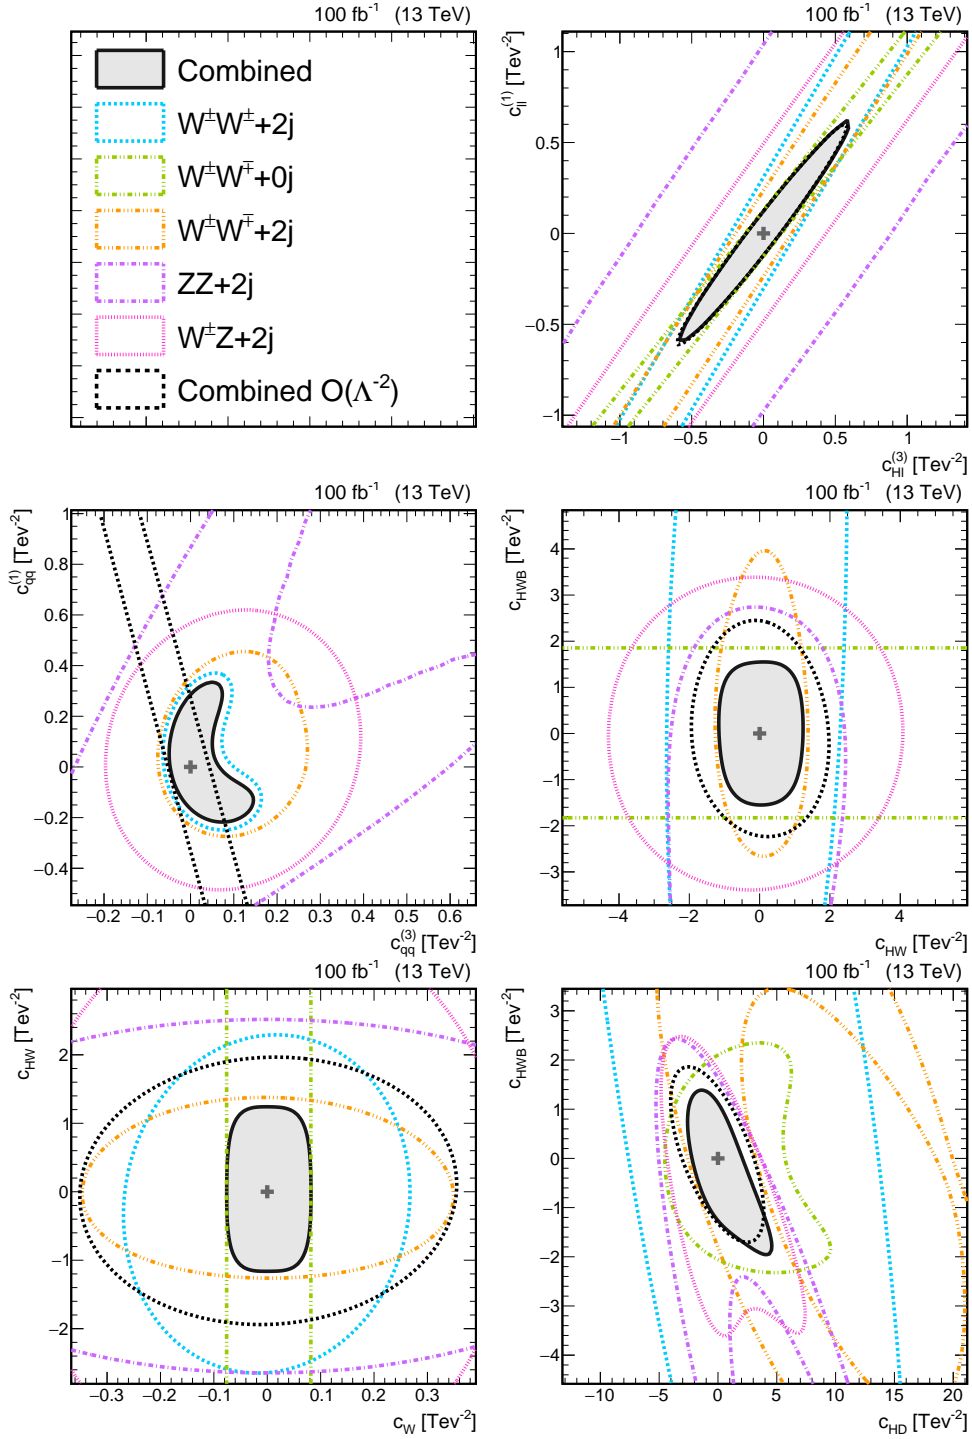 100 fb⁻¹ (13 TeV)
Combined
W±W±+2j
W±W∓+0j
W±W∓+2j
ZZ+2j
W±Z+2j
Combined O(Λ⁻²)
100 fb⁻¹ (13 TeV)
c_ll^(1) [TeV⁻²]
1
0.5
0
−0.5
−1
−1 −0.5 0 0.5 1
c_Hl^(3) [TeV⁻²]
100 fb⁻¹ (13 TeV)
c_qq^(1) [TeV⁻²]
1
0.8
0.6
0.4
0.2
0
−0.2
−0.4
−0.2 −0.1 0 0.1 0.2 0.3 0.4 0.5 0.6
c_qq^(3) [TeV⁻²]
100 fb⁻¹ (13 TeV)
c_HWB [TeV⁻²]
4
3
2
1
0
−1
−2
−3
−4 −2 0 2 4
c_HW [TeV⁻²]
100 fb⁻¹ (13 TeV)
c_HW [TeV⁻²]
2
1
0
−1
−2
−0.3 −0.2 −0.1 0 0.1 0.2 0.3
c_W [TeV⁻²]
100 fb⁻¹ (13 TeV)
c_HWB [TeV⁻²]
3
2
1
0
−1
−2
−3
−4
−10 −5 0 5 10 15 20
c_HD [TeV⁻²]